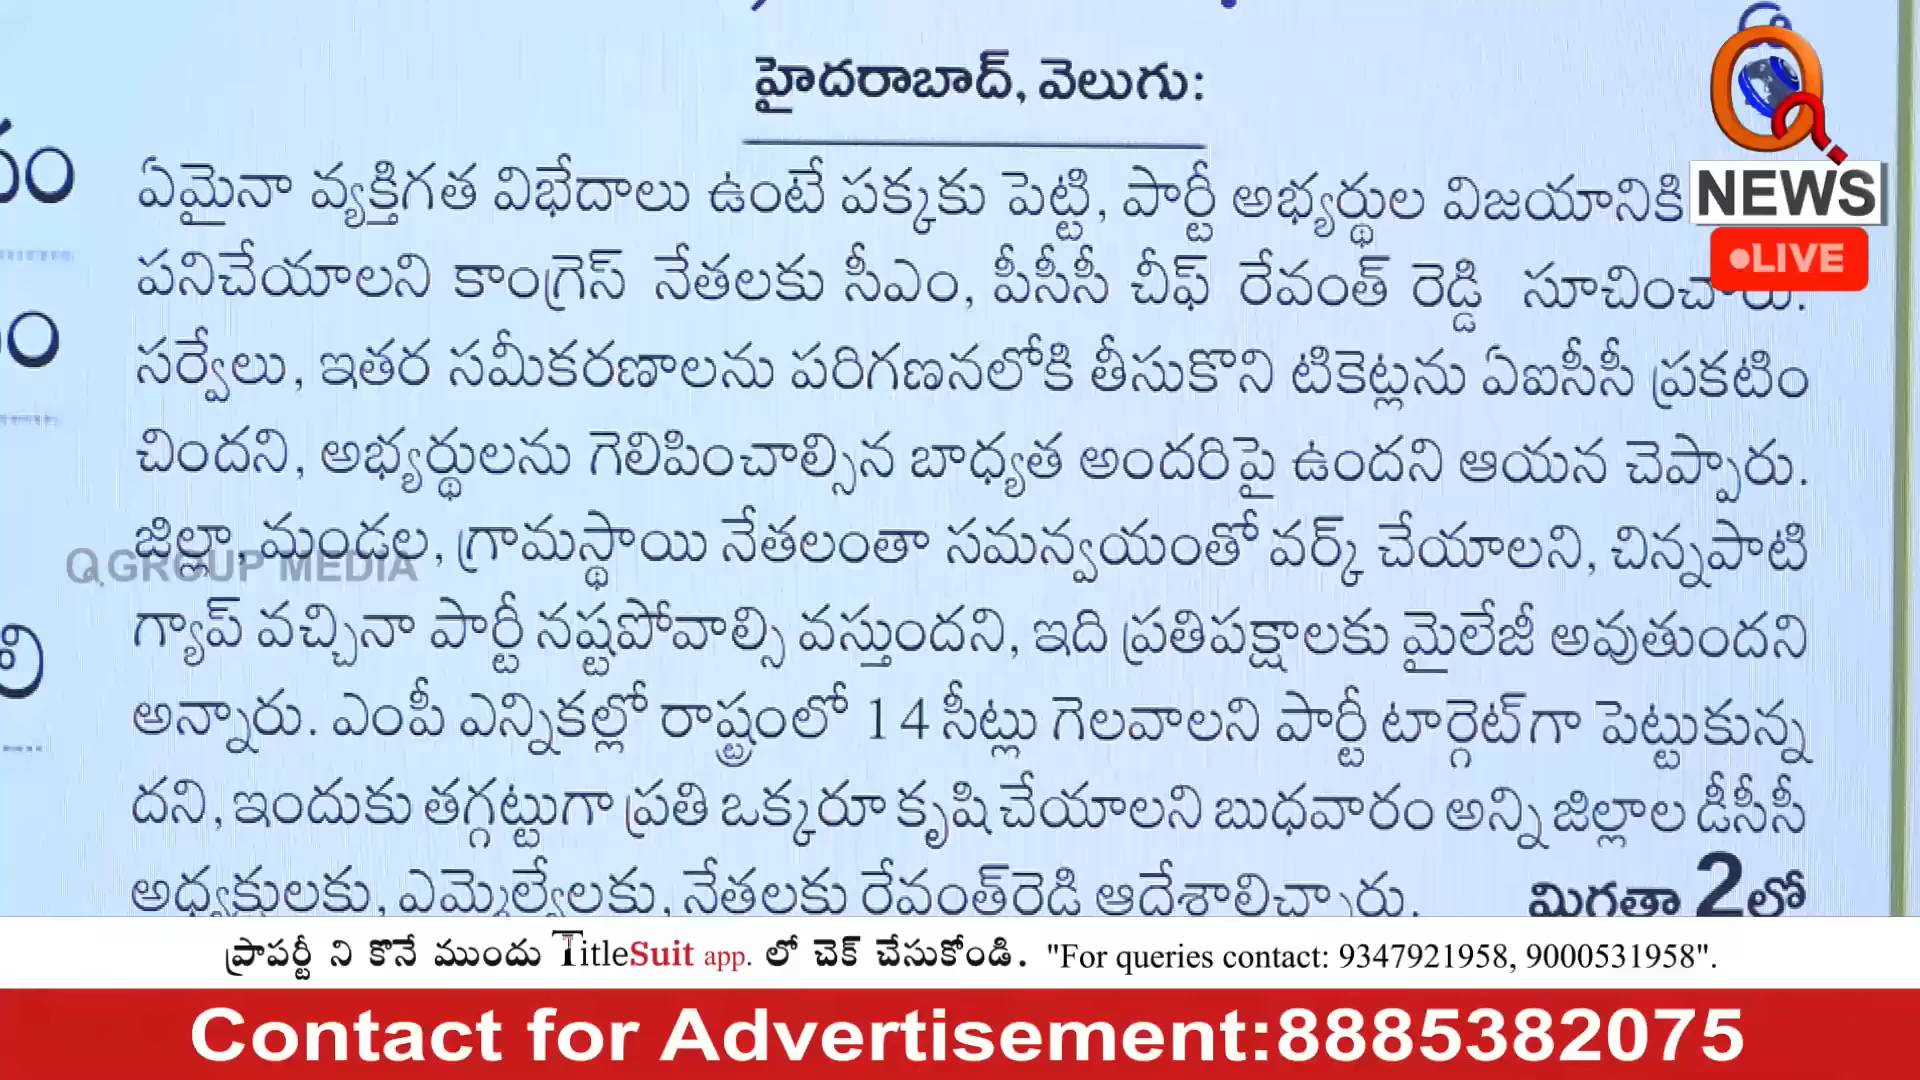 హైదరాబాద్, వెలుగు:
ఏమైనా వ్యక్తిగత విభేదాలు ఉంటే పక్కకు పెట్టి, పార్టీ అభ్యర్థుల విజయానికి
పనిచేయాలని కాంగ్రెస్ నేతలకు సీఎం, పీసీసీ చీఫ్ రేవంత్ రెడ్డి సూచించారు.
సర్వేలు, ఇతర సమీకరణాలను పరిగణనలోకి తీసుకొని టికెట్లను ఏఐసీసీ ప్రకటిం
చిందని, అభ్యర్థులను గెలిపించాల్సిన బాధ్యత అందరిపై ఉందని ఆయన చెప్పారు.
జిల్లా, మండల, గ్రామస్థాయి నేతలంతా సమన్వయంతో వర్క్ చేయాలని, చిన్నపాటి
గ్యాప్ వచ్చినా పార్టీ నష్టపోవాల్సి వస్తుందని, ఇది ప్రతిపక్షాలకు మైలేజీ అవుతుందని
అన్నారు. ఎంపీ ఎన్నికల్లో రాష్ట్రంలో 14 సీట్లు గెలవాలని పార్టీ టార్గెట్‌గా పెట్టుకున్న
దని, ఇందుకు తగ్గట్టుగా ప్రతి ఒక్కరూ కృషి చేయాలని బుధవారం అన్ని జిల్లాల డీసీసీ
అధ్యక్షులకు, ఎమ్మెల్యేలకు, నేతలకు రేవంత్‌రెడ్డి ఆదేశాలిచ్చారు. మిగతా 2లో
Q GROUP MEDIA
Q
NEWS
LIVE
ప్రాపర్టీ ని కొనే ముందు TitleSuit app. లో చెక్ చేసుకోండి. "For queries contact: 9347921958, 9000531958".
Contact for Advertisement:8885382075